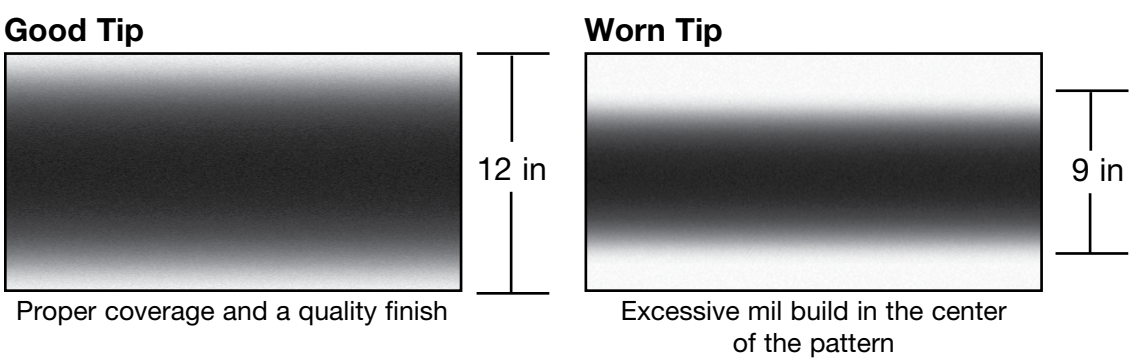 Good Tip
12 in
Proper coverage and a quality finish
Worn Tip
9 in
Excessive mil build in the center
of the pattern